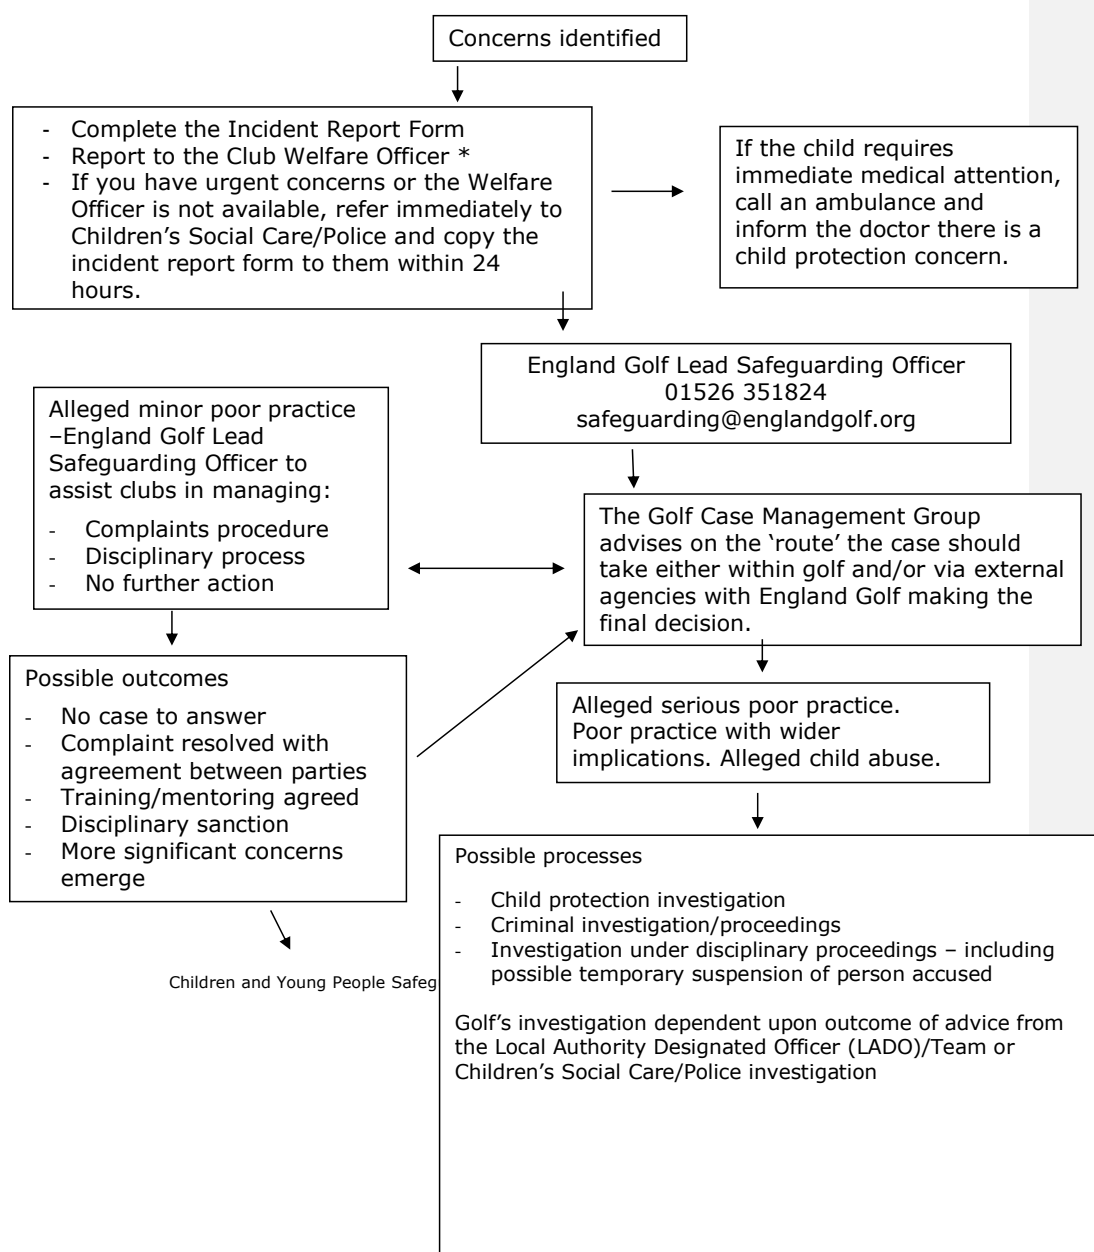 Concerns identified
- Complete the Incident Report Form
- Report to the Club Welfare Officer *
- If you have urgent concerns or the Welfare
Officer is not available, refer immediately to
Children’s Social Care/Police and copy the
incident report form to them within 24
hours.
If the child requires
immediate medical attention,
call an ambulance and
inform the doctor there is a
child protection concern.
England Golf Lead Safeguarding Officer
01526 351824
safeguarding@englandgolf.org
Alleged minor poor practice
–England Golf Lead
Safeguarding Officer to
assist clubs in managing:
- Complaints procedure
- Disciplinary process
- No further action
The Golf Case Management Group
advises on the ‘route’ the case should
take either within golf and/or via external
agencies with England Golf making the
final decision.
Possible outcomes
- No case to answer
- Complaint resolved with
agreement between parties
- Training/mentoring agreed
- Disciplinary sanction
- More significant concerns
emerge
Alleged serious poor practice.
Poor practice with wider
implications. Alleged child abuse.
Possible processes
- Child protection investigation
- Criminal investigation/proceedings
- Investigation under disciplinary proceedings – including
possible temporary suspension of person accused
Golf’s investigation dependent upon outcome of advice from
the Local Authority Designated Officer (LADO)/Team or
Children’s Social Care/Police investigation
Children and Young People Safeg